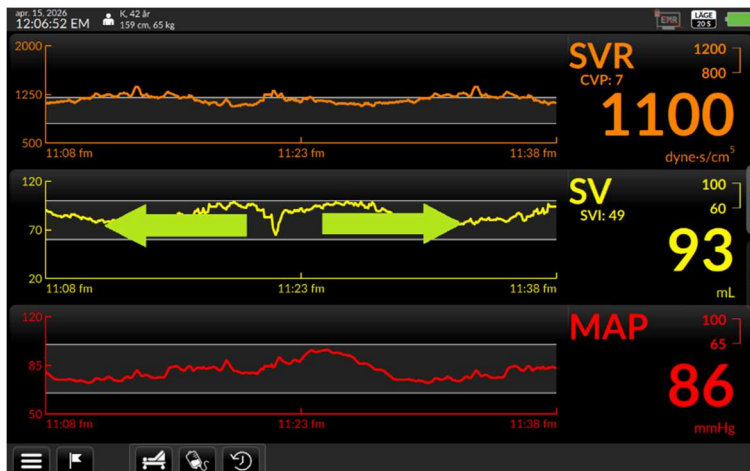 apr. 15, 2026
12:06:52 EM
K, 42 år
159 cm, 65 kg
EMR
LÄGE
20 S
2000
1250
500
11:08 fm
11:23 fm
11:38 fm
SVR
CVP: 7
1200
800
1100
dyne·s/cm5
120
70
20
11:08 fm
11:23 fm
11:38 fm
SV
SVI: 49
100
60
93
mL
120
85
50
11:08 fm
11:23 fm
11:38 fm
MAP
100
65
86
mmHg